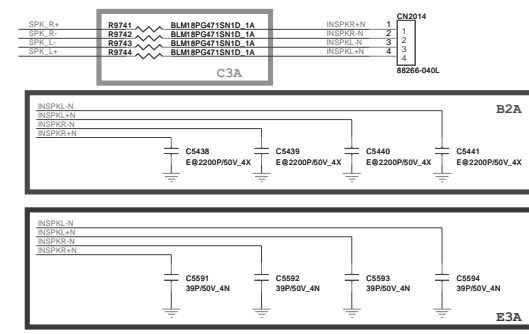 CN2014
SPK_R+ R9741 BLM18PG471SN1D_1A INSPKR+N 1 1
SPK_R- R9742 BLM18PG471SN1D_1A INSPKR-N 2 2
SPK_L- R9743 BLM18PG471SN1D_1A INSPKL-N 3 3
SPK_L+ R9744 BLM18PG471SN1D_1A INSPKL+N 4 4
C3A
88266-040L
B2A
INSPKL-N
INSPKL+N
INSPKR-N
INSPKR+N
C5438 C5439 C5440 C5441
E@2200P/50V_4X E@2200P/50V_4X E@2200P/50V_4X E@2200P/50V_4X
INSPKL-N
INSPKL+N
INSPKR-N
INSPKR+N
C5591 C5592 C5593 C5594
39P/50V_4N 39P/50V_4N 39P/50V_4N 39P/50V_4N
E3A